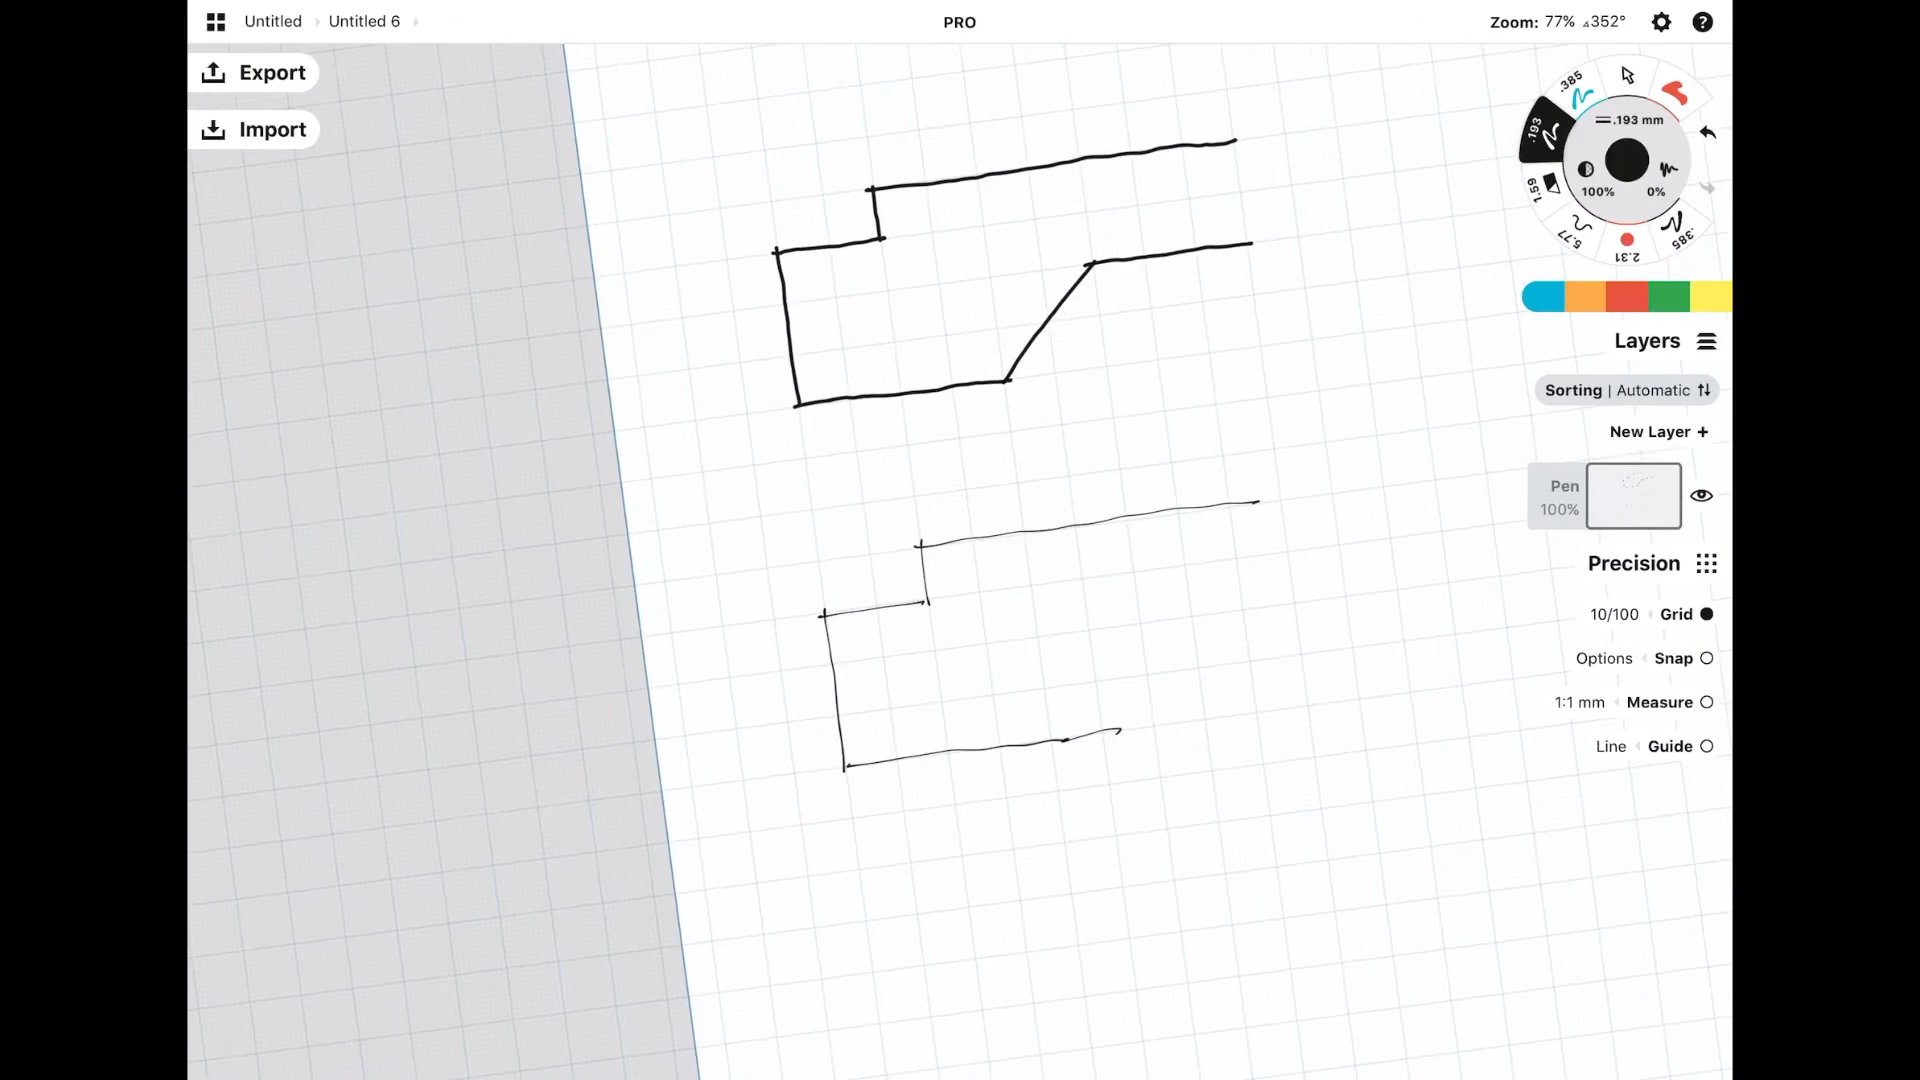 Untitled Untitled 6
PRO
Zoom: 77% ⦟352°
Export
Import
.385
.193
.193 mm
1.59
100% 0%
5.77
2.31
.385
Layers
Sorting | Automatic
New Layer +
Pen
100%
Precision
10/100 Grid
Options Snap
1:1 mm Measure
Line Guide